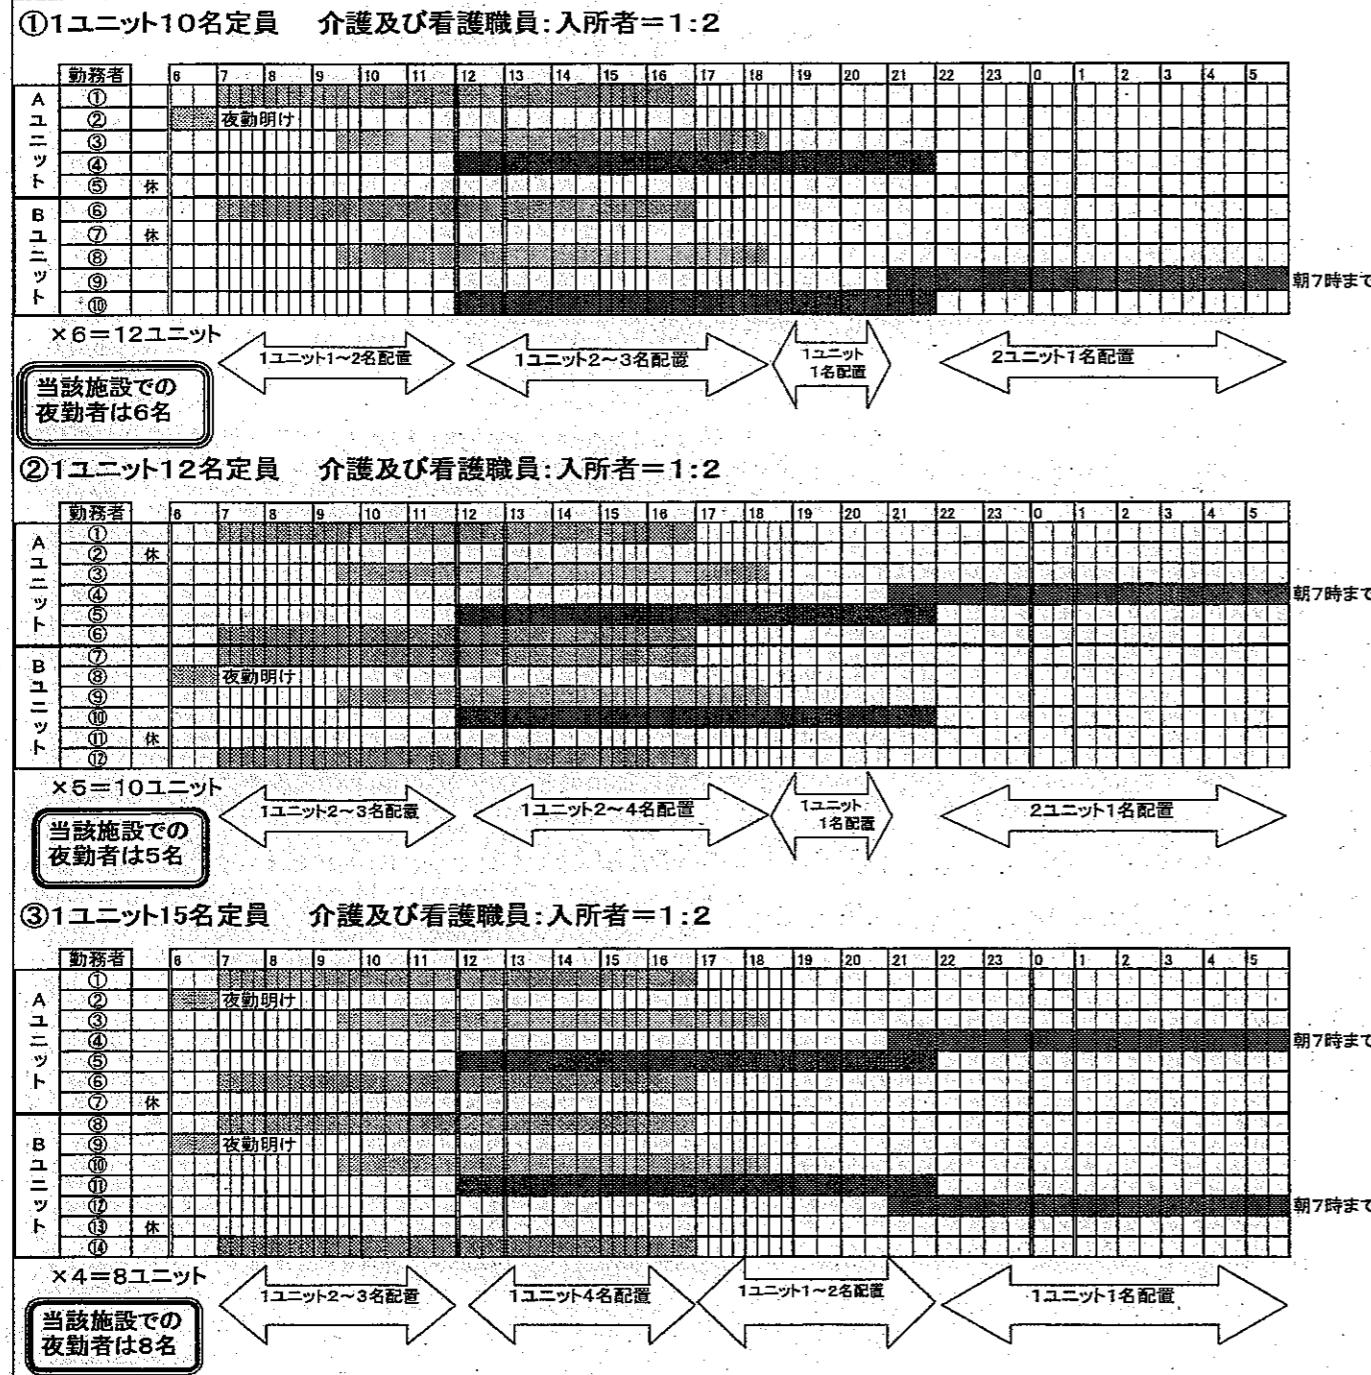 ①1ユニット10名定員 介護及び看護職員:入所者=1:2
勤務者 6 7 8 9 10 11 12 13 14 15 16 17 18 19 20 21 22 23 0 1 2 3 4 5
Aユニット
①
② 夜勤明け
③
④
⑤ 休
Bユニット
⑥
⑦ 休
⑧
⑨ 朝7時まで
⑩
×6=12ユニット
1ユニット1~2名配置
1ユニット2~3名配置
1ユニット
1名配置
2ユニット1名配置
当該施設での
夜勤者は6名
②1ユニット12名定員 介護及び看護職員:入所者=1:2
勤務者 6 7 8 9 10 11 12 13 14 15 16 17 18 19 20 21 22 23 0 1 2 3 4 5
Aユニット
①
② 休
③
④ 朝7時まで
⑤
⑥
Bユニット
⑦
⑧ 夜勤明け
⑨
⑩
⑪ 休
⑫
×5=10ユニット
1ユニット2~3名配置
1ユニット2~4名配置
1ユニット
1名配置
2ユニット1名配置
当該施設での
夜勤者は5名
③1ユニット15名定員 介護及び看護職員:入所者=1:2
勤務者 6 7 8 9 10 11 12 13 14 15 16 17 18 19 20 21 22 23 0 1 2 3 4 5
Aユニット
①
② 夜勤明け
③
④ 朝7時まで
⑤
⑥
⑦ 休
Bユニット
⑧
⑨ 夜勤明け
⑩
⑪
⑫ 朝7時まで
⑬ 休
⑭
×4=8ユニット
1ユニット2~3名配置
1ユニット4名配置
1ユニット1~2名配置
1ユニット1名配置
当該施設での
夜勤者は8名